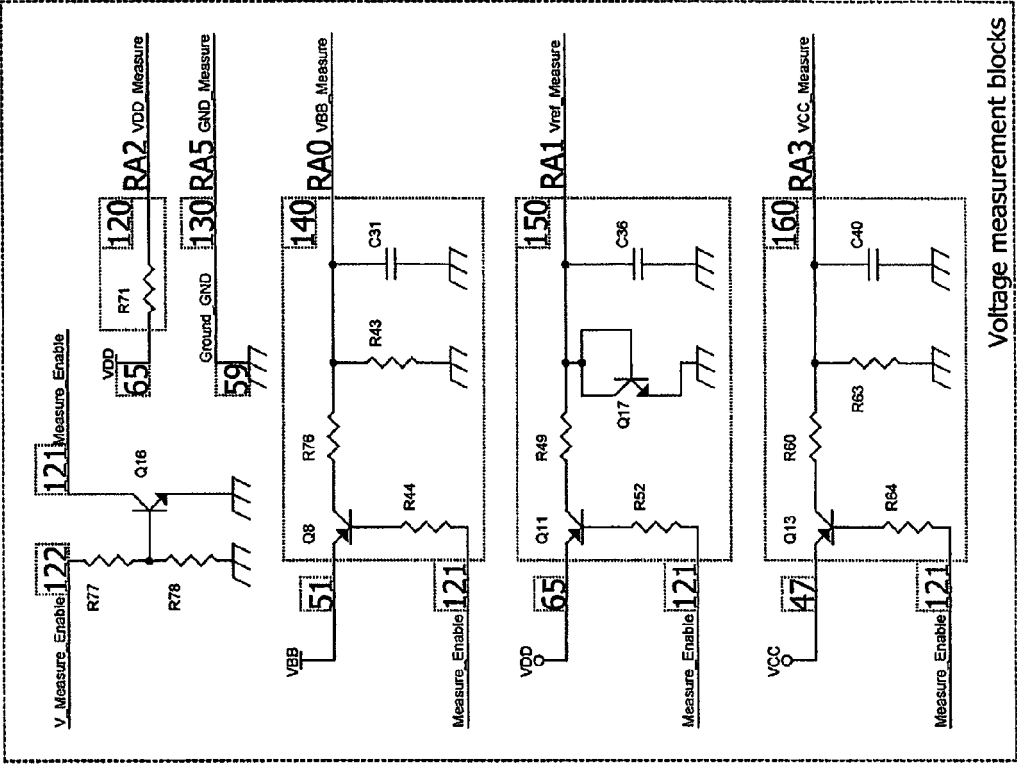 V_Measure_Enable
122
R77
R78
121
Measure_Enable
Q16
VDD
65
R71
120
RA2 VDD_Measure
59
Ground_GND
130
RA5 GND_Measure
VBB
51
Q8
R76
R43
C31
140
RA0 VBB_Measure
Measure_Enable
121
R44
VDD
65
Q11
R49
Q17
C36
150
RA1 Vref_Measure
Measure_Enable
121
R52
VCC
47
Q13
R60
R63
C40
160
RA3 VCC_Measure
Measure_Enable
121
R64
Voltage measurement blocks